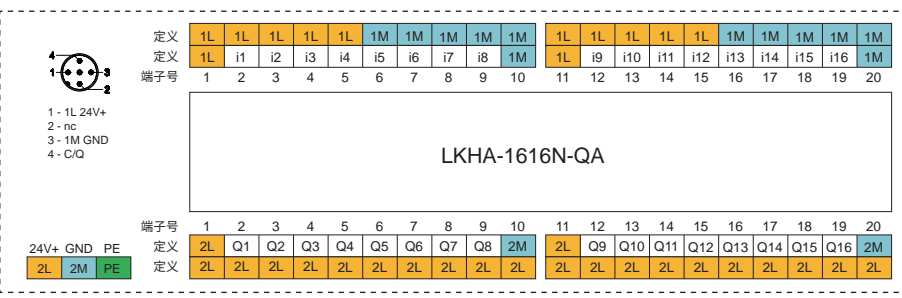 定义 1L 1L 1L 1L 1L 1M 1M 1M 1M 1M 1L 1L 1L 1L 1L 1M 1M 1M 1M 1M
定义 1L i1 i2 i3 i4 i5 i6 i7 i8 1M 1L i9 i10 i11 i12 i13 i14 i15 i16 1M
端子号 1 2 3 4 5 6 7 8 9 10 11 12 13 14 15 16 17 18 19 20
4
1 3
2
1 - 1L 24V+
2 - nc
3 - 1M GND
4 - C/Q
LKHA-1616N-QA
端子号 1 2 3 4 5 6 7 8 9 10 11 12 13 14 15 16 17 18 19 20
定义 2L Q1 Q2 Q3 Q4 Q5 Q6 Q7 Q8 2M 2L Q9 Q10 Q11 Q12 Q13 Q14 Q15 Q16 2M
定义 2L 2L 2L 2L 2L 2L 2L 2L 2L 2L 2L 2L 2L 2L 2L 2L 2L 2L 2L 2L
24V+ GND PE
2L 2M PE